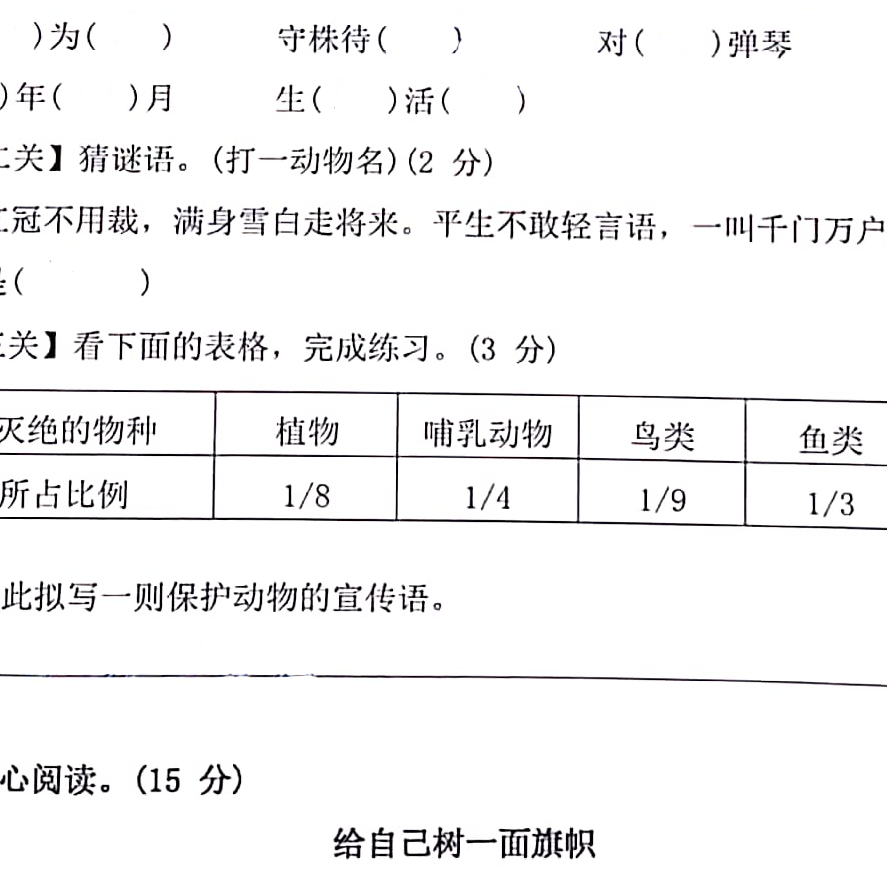 )为(　　)　　守株待(　　)　　对(　　)弹琴
)年(　　)月　　生(　　)活(　　)
关】猜谜语。(打一动物名)(2 分)
冠不用裁，满身雪白走将来。平生不敢轻言语，一叫千门万户
(　　)
关】看下面的表格，完成练习。(3 分)
灭绝的物种　植物　哺乳动物　鸟类　鱼类
所占比例　1/8　1/4　1/9　1/3
此拟写一则保护动物的宣传语。
心阅读。(15 分)
给自己树一面旗帜